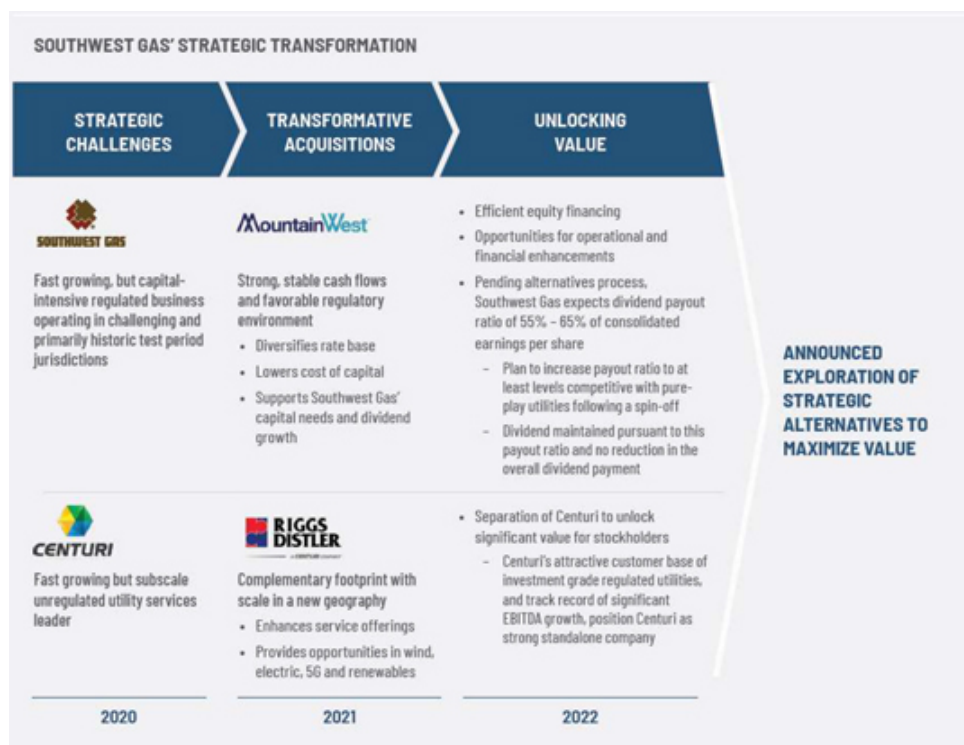 SOUTHWEST GAS' STRATEGIC TRANSFORMATION
STRATEGIC
CHALLENGES
TRANSFORMATIVE
ACQUISITIONS
UNLOCKING
VALUE
SOUTHWEST GAS
Fast growing, but capital-
intensive regulated business
operating in challenging and
primarily historic test period
jurisdictions
MountainWest
Strong, stable cash flows
and favorable regulatory
environment
• Diversifies rate base
• Lowers cost of capital
• Supports Southwest Gas'
capital needs and dividend
growth
• Efficient equity financing
• Opportunities for operational and
financial enhancements
• Pending alternatives process,
Southwest Gas expects dividend payout
ratio of 55% – 65% of consolidated
earnings per share
– Plan to increase payout ratio to at
least levels competitive with pure-
play utilities following a spin-off
– Dividend maintained pursuant to this
payout ratio and no reduction in the
overall dividend payment
CENTURI
Fast growing but subscale
unregulated utility services
leader
RIGGS
DISTLER
A CENTURI COMPANY
Complementary footprint with
scale in a new geography
• Enhances service offerings
• Provides opportunities in wind,
electric, 5G and renewables
• Separation of Centuri to unlock
significant value for stockholders
– Centuri's attractive customer base of
investment grade regulated utilities,
and track record of significant
EBITDA growth, position Centuri as
strong standalone company
ANNOUNCED
EXPLORATION OF
STRATEGIC
ALTERNATIVES TO
MAXIMIZE VALUE
2020
2021
2022